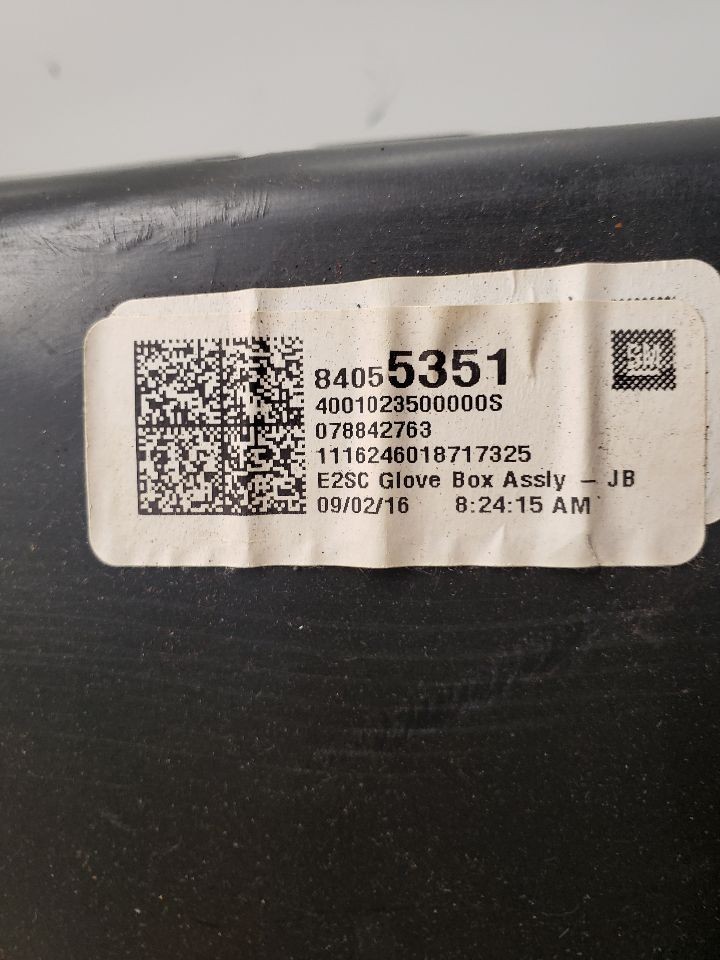 84055351
4001023500000S
078842763
1116246018717325
E2SC Glove Box Assly - JB
09/02/16 8:24:15 AM
GM